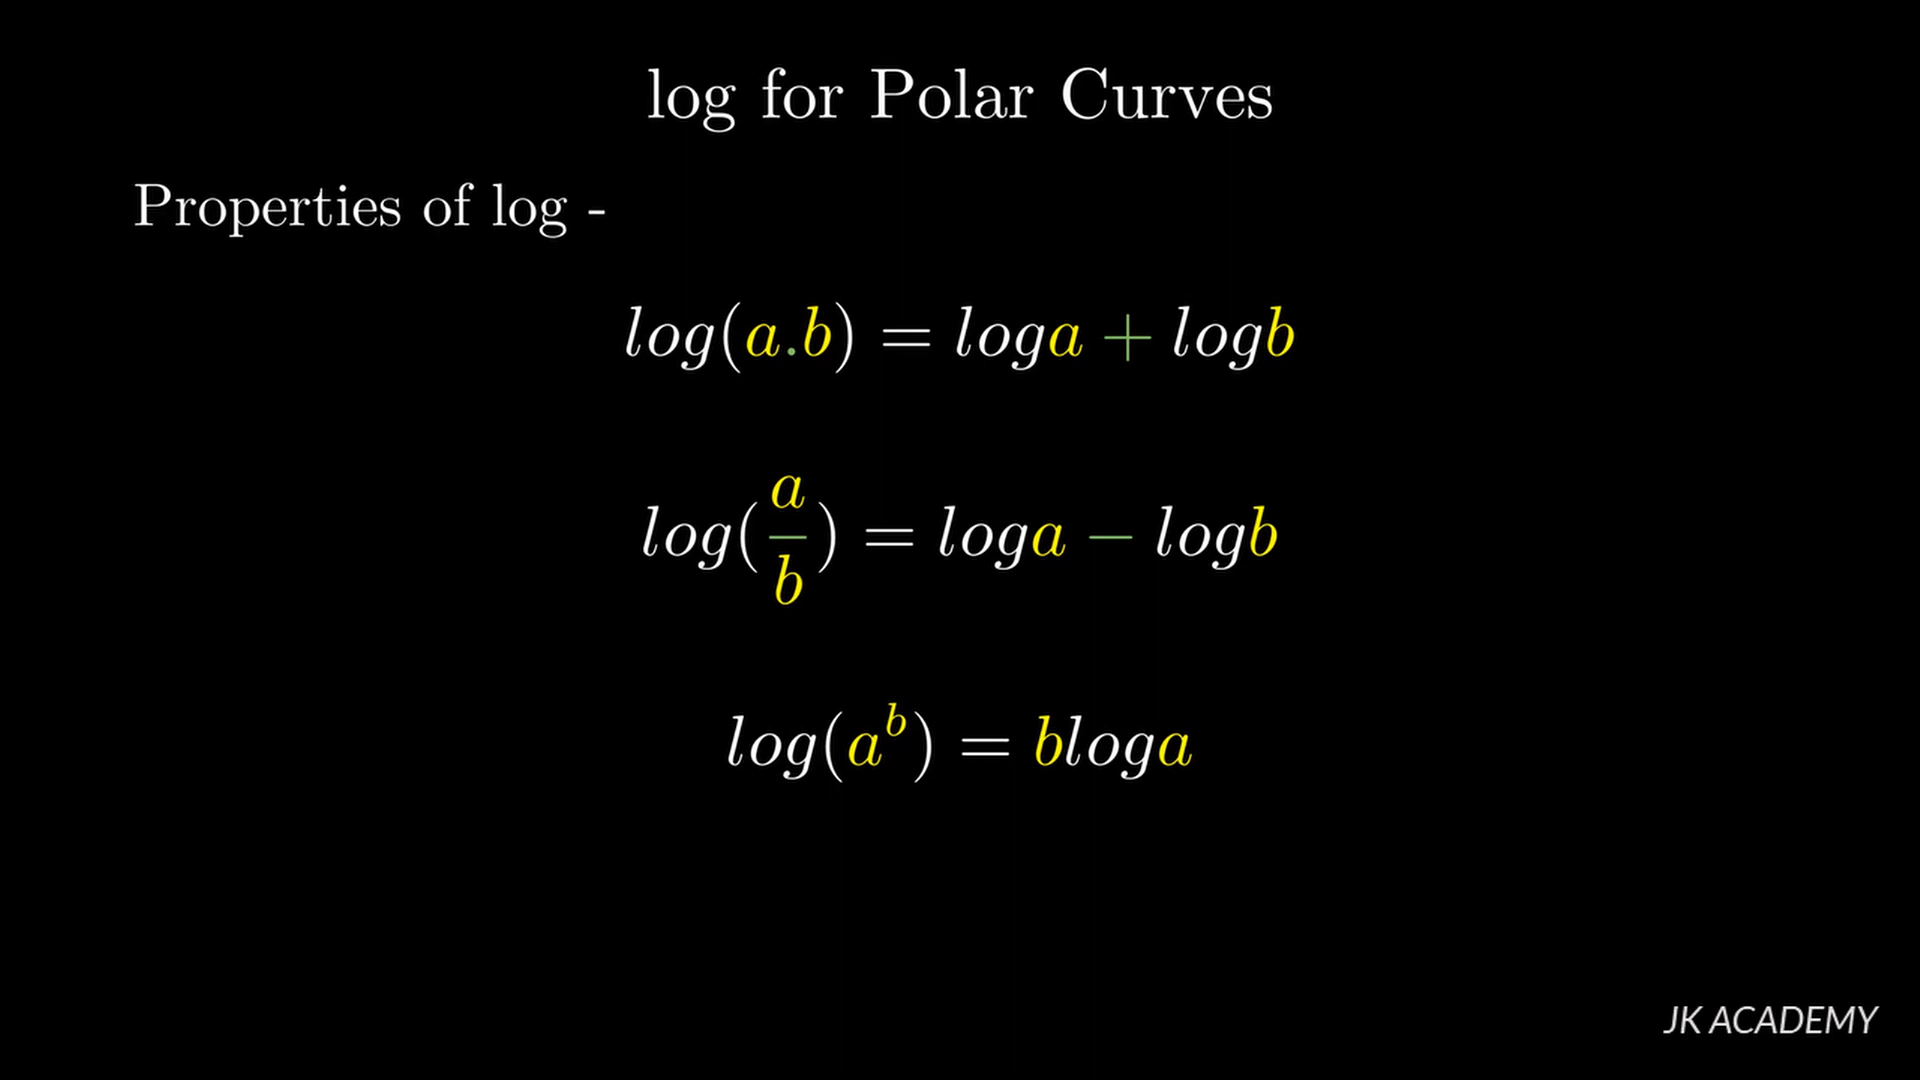 log for Polar Curves
Properties of log -
log(a.b) = loga + logb
log(a/b) = loga − logb
log(a^b) = bloga
JK ACADEMY